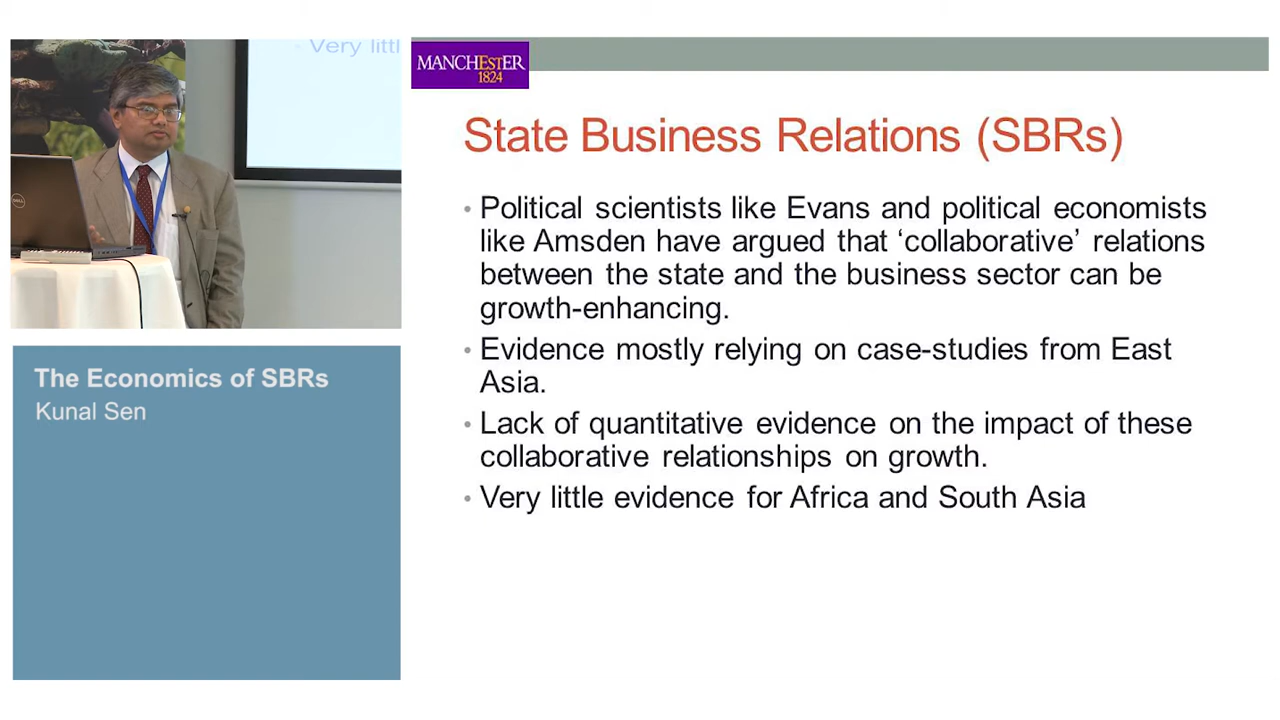 Very littl
MANCHESTER
1824
State Business Relations (SBRs)
• Political scientists like Evans and political economists
like Amsden have argued that ‘collaborative’ relations
between the state and the business sector can be
growth-enhancing.
• Evidence mostly relying on case-studies from East
Asia.
• Lack of quantitative evidence on the impact of these
collaborative relationships on growth.
• Very little evidence for Africa and South Asia
DELL
The Economics of SBRs
Kunal Sen